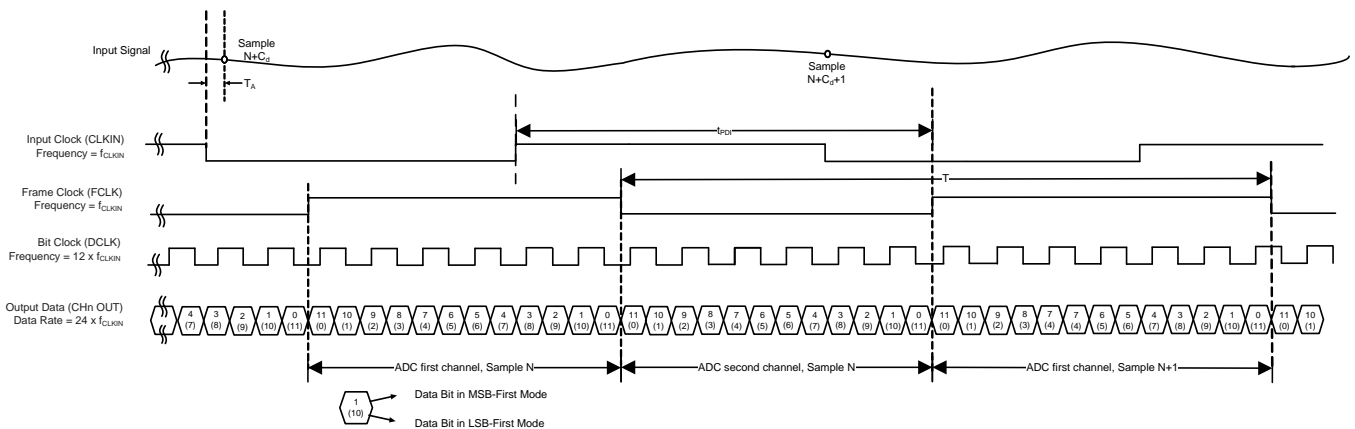 Input Signal
Sample
N+Cd
TA
Sample
N+Cd+1
Input Clock (CLKIN)
Frequency = fCLKIN
tPDI
Frame Clock (FCLK)
Frequency = fCLKIN
T
Bit Clock (DCLK)
Frequency = 12 x fCLKIN
Output Data (CHn OUT)
Data Rate = 24 x fCLKIN
4 3 2 1 0 11 10 9 8 7 6 5 4 3 2 1 0 11 10 9 8 7 6 5 4 3 2 1 0 11 10 9 8 7 7 6 5 4 3 2 1 0 11 10
(7) (8) (9) (10) (11) (0) (1) (2) (3) (4) (5) (6) (7) (8) (9) (10) (11) (0) (1) (2) (3) (4) (5) (6) (7) (8) (9) (10) (11) (0) (1) (2) (3) (4) (4) (5) (6) (7) (8) (9) (10) (11) (0) (1)
ADC first channel, Sample N
ADC second channel, Sample N
ADC first channel, Sample N+1
1
(10)
Data Bit in MSB-First Mode
Data Bit in LSB-First Mode